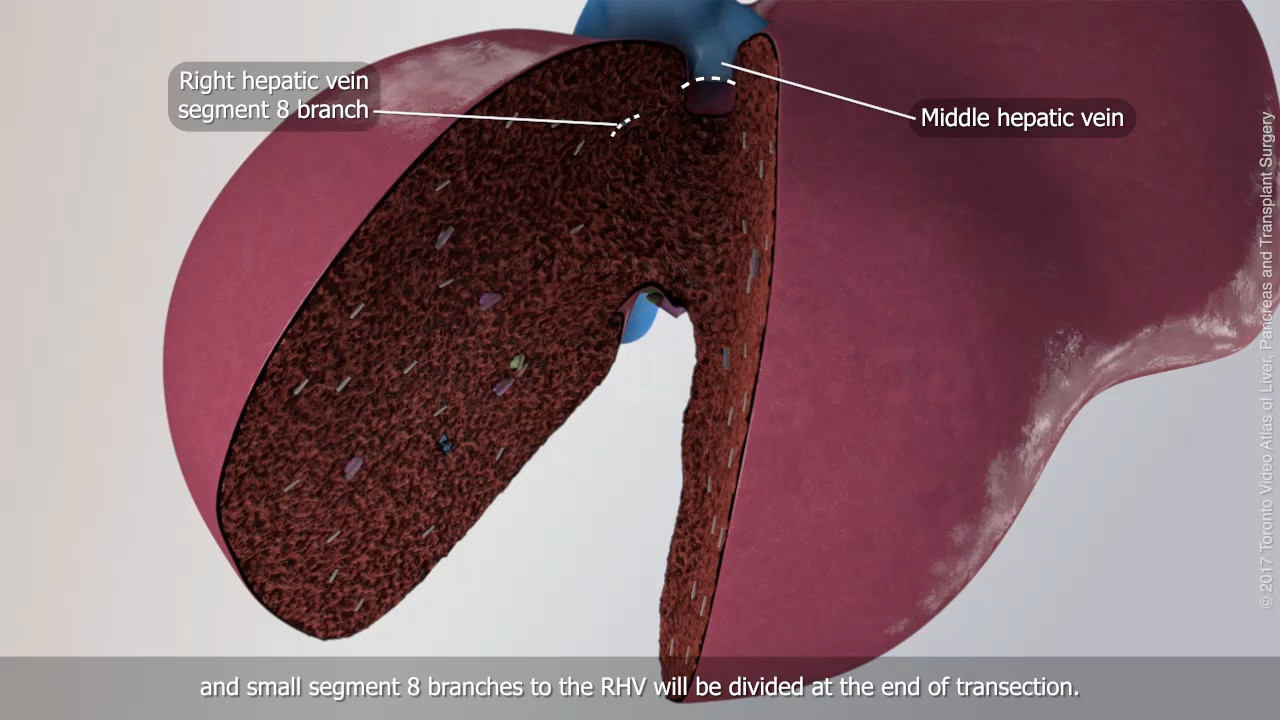 Right hepatic vein
segment 8 branch
Middle hepatic vein
© 2017 Toronto Video Atlas of Liver, Pancreas and Transplant Surgery
and small segment 8 branches to the RHV will be divided at the end of transection.